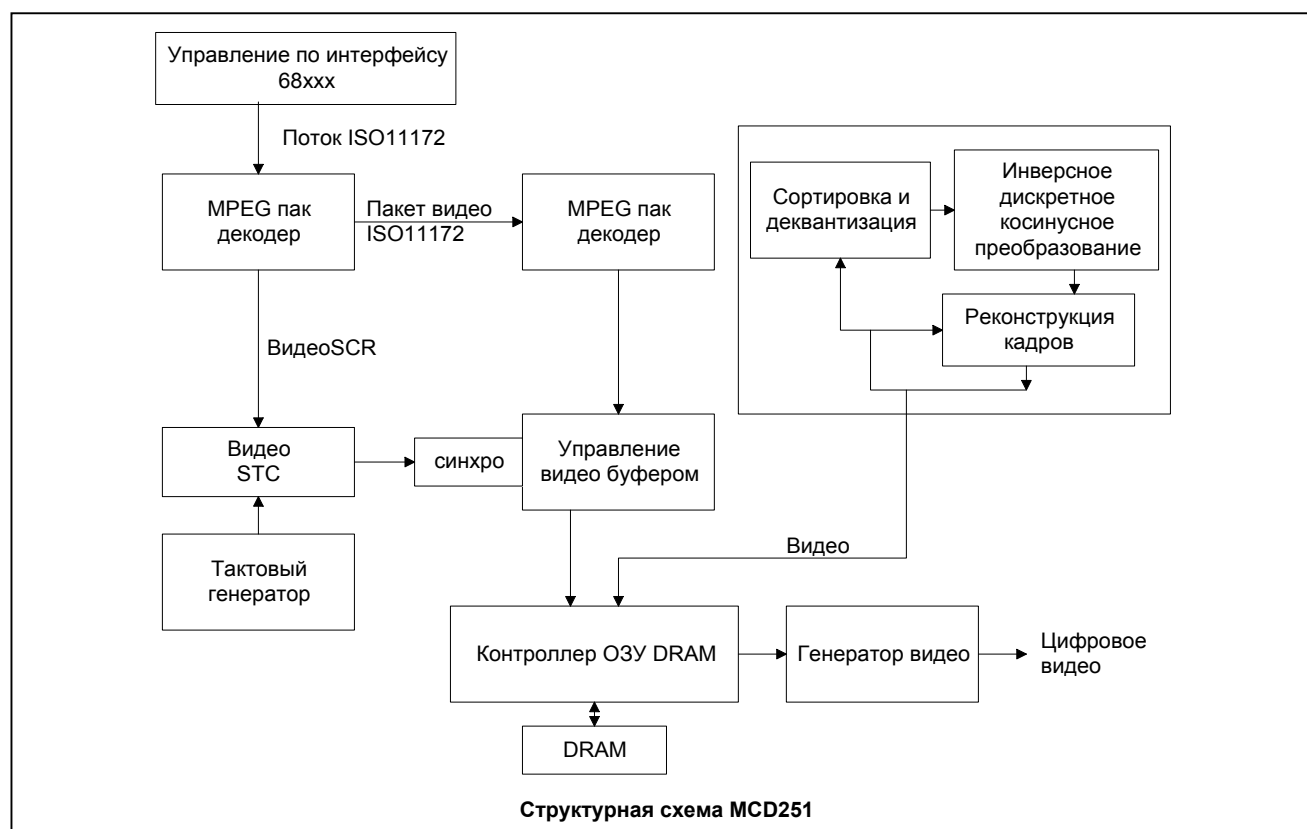 Управление по интерфейсу
68xxx
Поток ISO11172
MPEG пак
декодер
Пакет видео
ISO11172
MPEG пак
декодер
Сортировка и
деквантизация
Инверсное
дискретное
косинусное
преобразование
Реконструкция
кадров
ВидеоSCR
Видео
STC
синхро
Управление
видео буфером
Тактовый
генератор
Видео
Контроллер ОЗУ DRAM
Генератор видео
Цифровое
видео
DRAM
Структурная схема MCD251